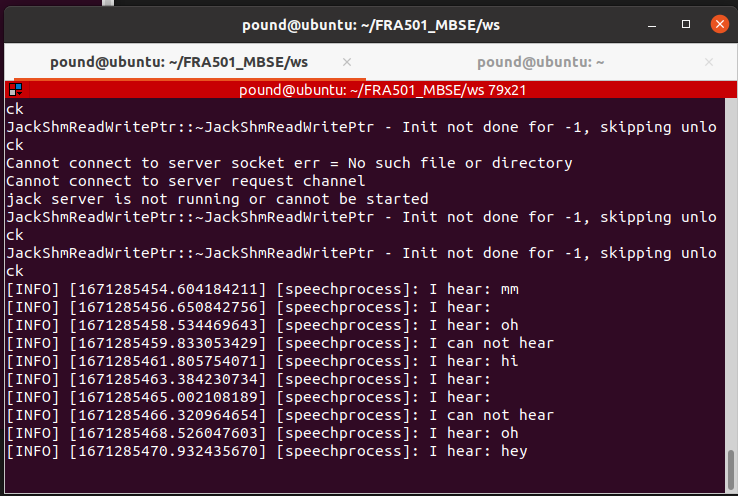 pound@ubuntu: ~/FRA501_MBSE/ws
pound@ubuntu: ~/FRA501_MBSE/ws
pound@ubuntu: ~
pound@ubuntu: ~/FRA501_MBSE/ws 79x21
ck
JackShmReadWritePtr::~JackShmReadWritePtr - Init not done for -1, skipping unlo
ck
Cannot connect to server socket err = No such file or directory
Cannot connect to server request channel
jack server is not running or cannot be started
JackShmReadWritePtr::~JackShmReadWritePtr - Init not done for -1, skipping unlo
ck
JackShmReadWritePtr::~JackShmReadWritePtr - Init not done for -1, skipping unlo
ck
[INFO] [1671285454.604184211] [speechprocess]: I hear: mm
[INFO] [1671285456.650842756] [speechprocess]: I hear:
[INFO] [1671285458.534469643] [speechprocess]: I hear: oh
[INFO] [1671285459.833053429] [speechprocess]: I can not hear
[INFO] [1671285461.805754071] [speechprocess]: I hear: hi
[INFO] [1671285463.384230734] [speechprocess]: I hear:
[INFO] [1671285465.002108189] [speechprocess]: I hear:
[INFO] [1671285466.320964654] [speechprocess]: I can not hear
[INFO] [1671285468.526047603] [speechprocess]: I hear: oh
[INFO] [1671285470.932435670] [speechprocess]: I hear: hey